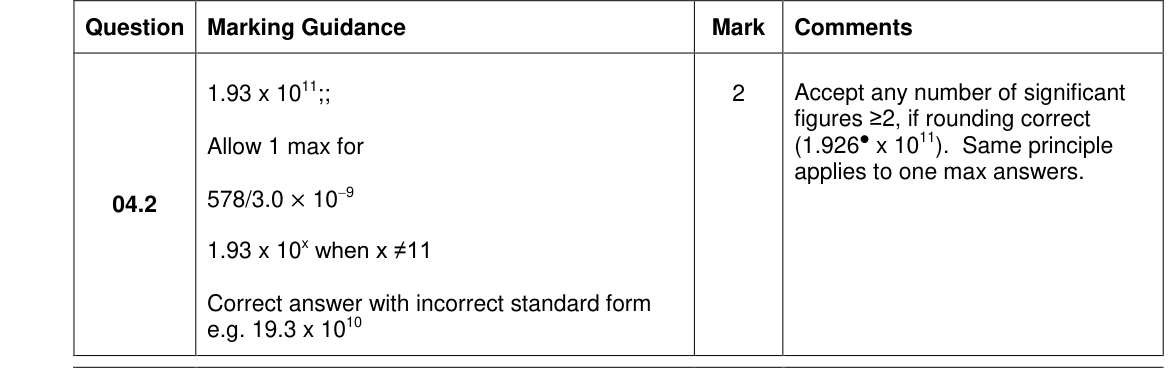 Question Marking Guidance Mark Comments
1.93 x 10¹¹;;
Allow 1 max for
578/3.0 × 10⁻⁹
1.93 x 10ˣ when x ≠11
Correct answer with incorrect standard form
e.g. 19.3 x 10¹⁰
04.2
2
Accept any number of significant
figures ≥2, if rounding correct
(1.926• x 10¹¹).  Same principle
applies to one max answers.